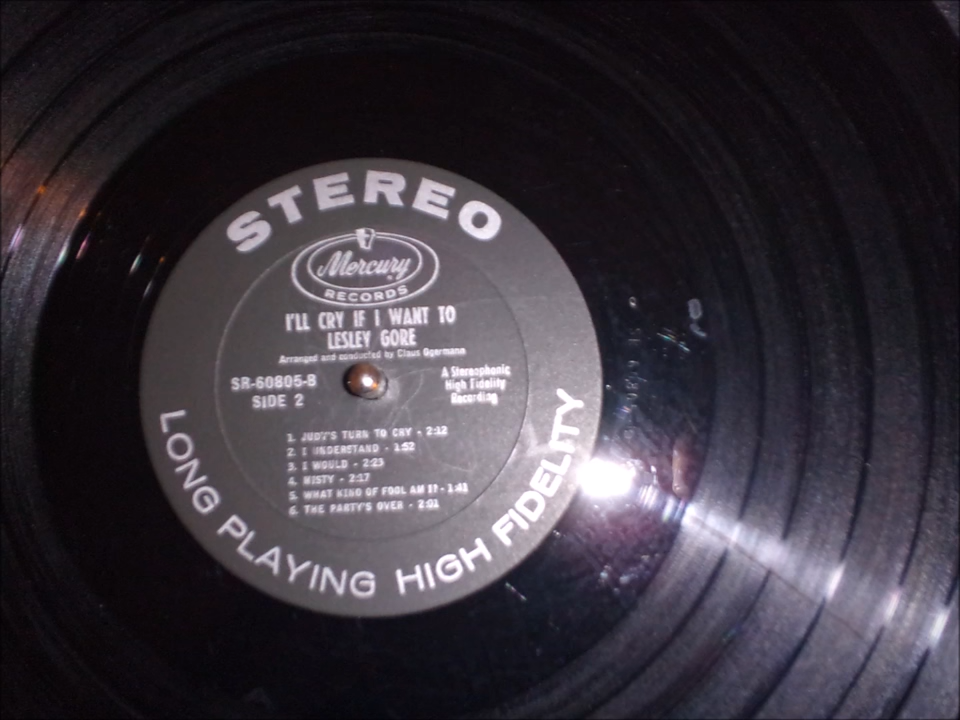 STEREO
Mercury
RECORDS
I'LL CRY IF I WANT TO
LESLEY GORE
Arranged and conducted by Claus Ogermann
SR-60805-B
SIDE 2
A Stereophonic
High Fidelity
Recording
1. JUDY'S TURN TO CRY - 2:12
2. I UNDERSTAND - 1:52
3. I WOULD - 2:23
4. MISTY - 2:17
5. WHAT KIND OF FOOL AM I? - 1:41
6. THE PARTY'S OVER - 2:01
LONG PLAYING HIGH FIDELITY